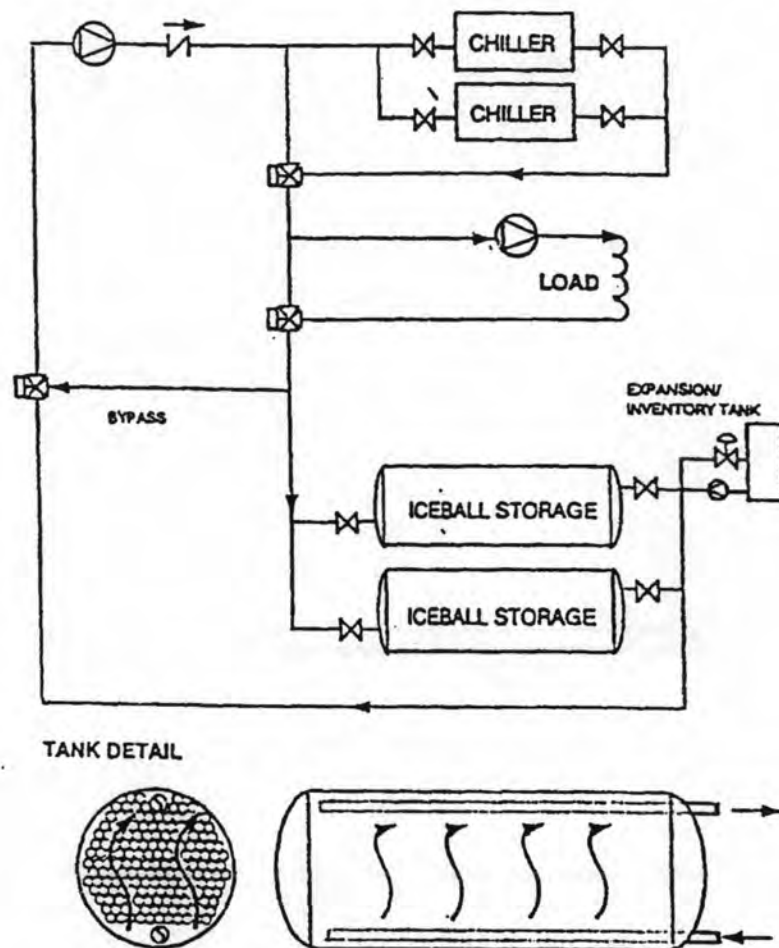 CHILLER
CHILLER
LOAD
EXPANSION/
INVENTORY TANK
BYPASS
ICEBALL STORAGE
ICEBALL STORAGE
TANK DETAIL